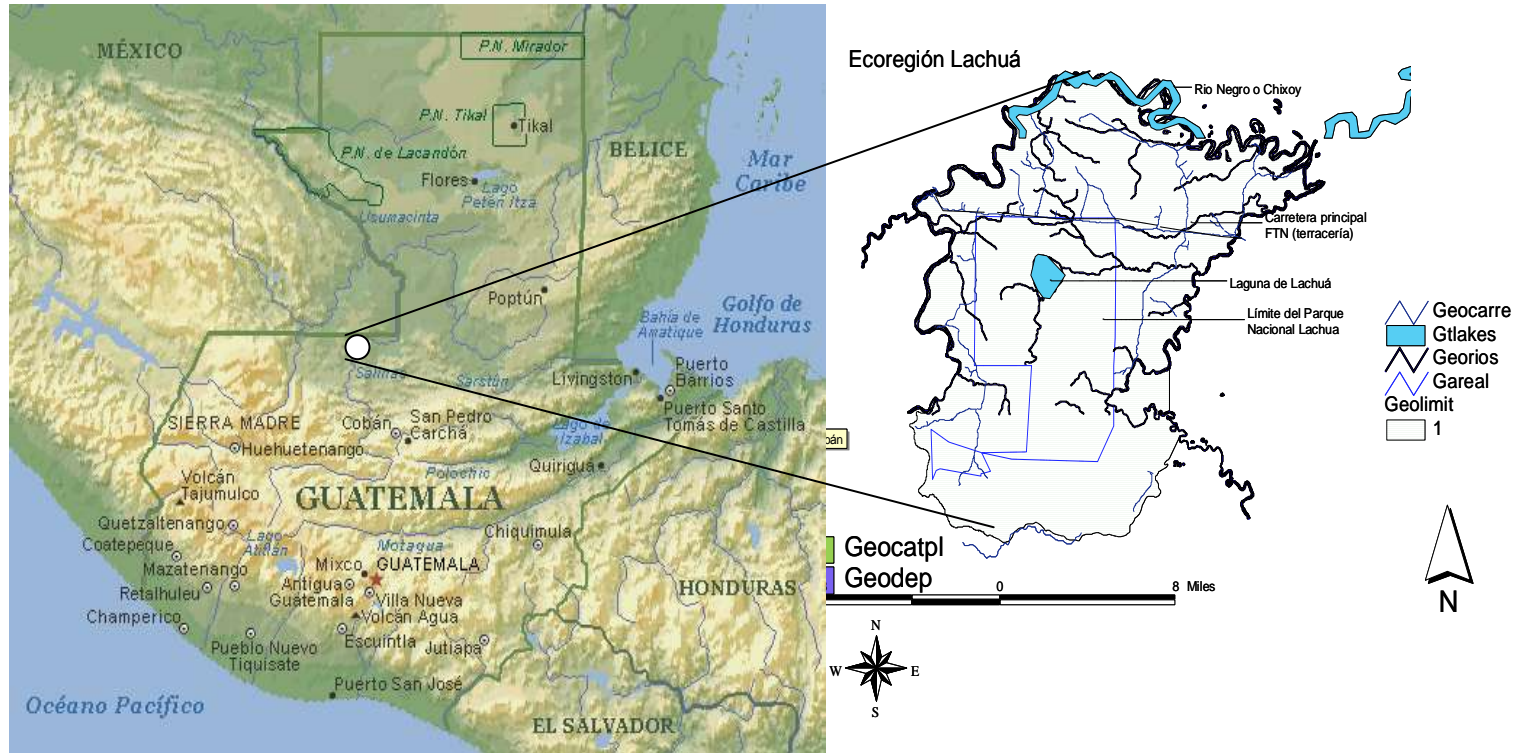 MÉXICO
P.N. Mirador
P.N. Tikal
Tikal
P.N. de Lacandón
BELICE
Mar
Caribe
Flores
Lago
Petén Itza
Usumacinta
Poptún
Golfo de
Honduras
Bahía de
Amatique
Salinas
Sarstún
Livingston
Puerto
Barrios
Puerto Santo
Tomás de Castilla
SIERRA MADRE
Cobán
San Pedro
Carchá
Lago de
Izabal
Huehuetenango
Polochic
Quiriguá
Volcán
Tajumulco
GUATEMALA
Quetzaltenango
Chiquimula
Coatepeque
Lago
Atitlán
Motagua
Mixco
GUATEMALA
Mazatenango
Antigua
Guatemala
HONDURAS
Retalhuleu
Villa Nueva
Champerico
Volcán Agua
Escuintla
Jutiapa
Pueblo Nuevo
Tiquisate
Puerto San José
Océano Pacífico
EL SALVADOR
Ecoregión Lachuá
Rio Negro o Chixoy
Carretera principal
FTN (terracería)
Laguna de Lachuá
Límite del Parque
Nacional Lachua
Geocarre
Gtlakes
Georios
Gareal
Geolimit
1
bán
Geocatpl
Geodep
0
8 Miles
N
N
W
E
S